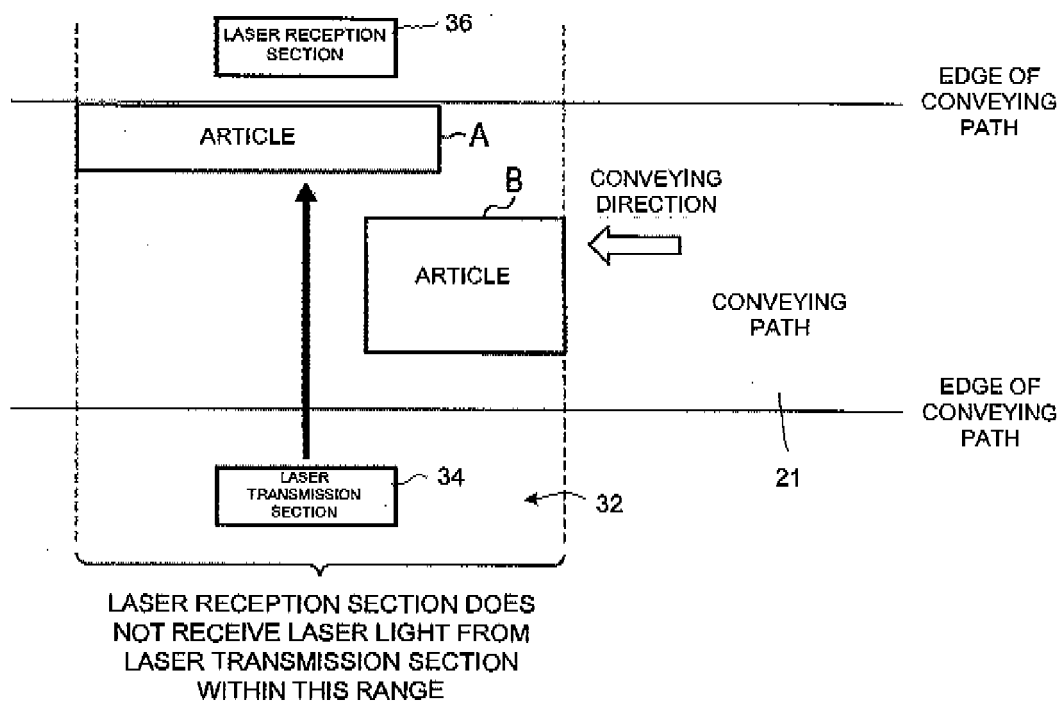 LASER RECEPTION
SECTION
36
EDGE OF
CONVEYING
PATH
ARTICLE
A
B
CONVEYING
DIRECTION
ARTICLE
CONVEYING
PATH
EDGE OF
CONVEYING
PATH
LASER
TRANSMISSION
SECTION
34
32
21
LASER RECEPTION SECTION DOES
NOT RECEIVE LASER LIGHT FROM
LASER TRANSMISSION SECTION
WITHIN THIS RANGE